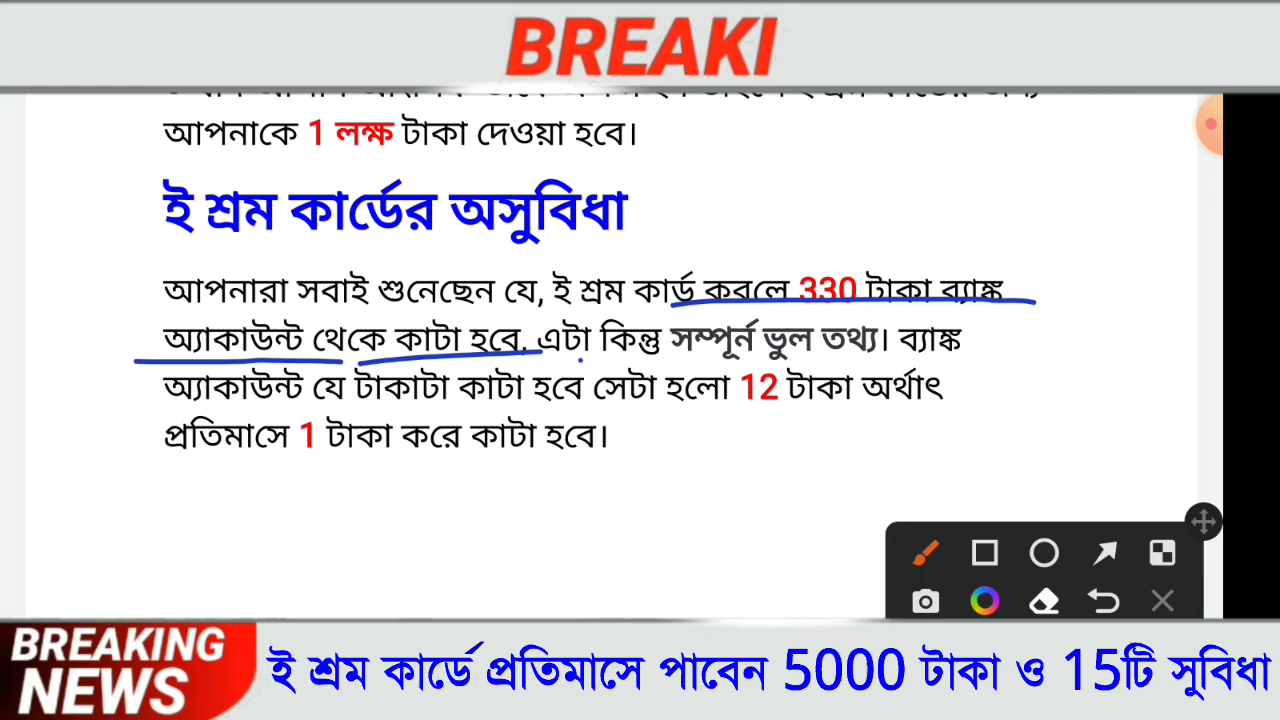 BREAKI
আপনাকে 1 লক্ষ টাকা দেওয়া হবে।
ই শ্রম কার্ডের অসুবিধা
আপনারা সবাই শুনেছেন যে, ই শ্রম কার্ড করলে 330 টাকা ব্যাঙ্ক
অ্যাকাউন্ট থেকে কাটা হবে, এটা কিন্তু সম্পূর্ন ভুল তথ্য। ব্যাঙ্ক
অ্যাকাউন্ট যে টাকাটা কাটা হবে সেটা হলো 12 টাকা অর্থাৎ
প্রতিমাসে 1 টাকা করে কাটা হবে।
BREAKING
NEWS
ই শ্রম কার্ডে প্রতিমাসে পাবেন 5000 টাকা ও 15টি সুবিধা